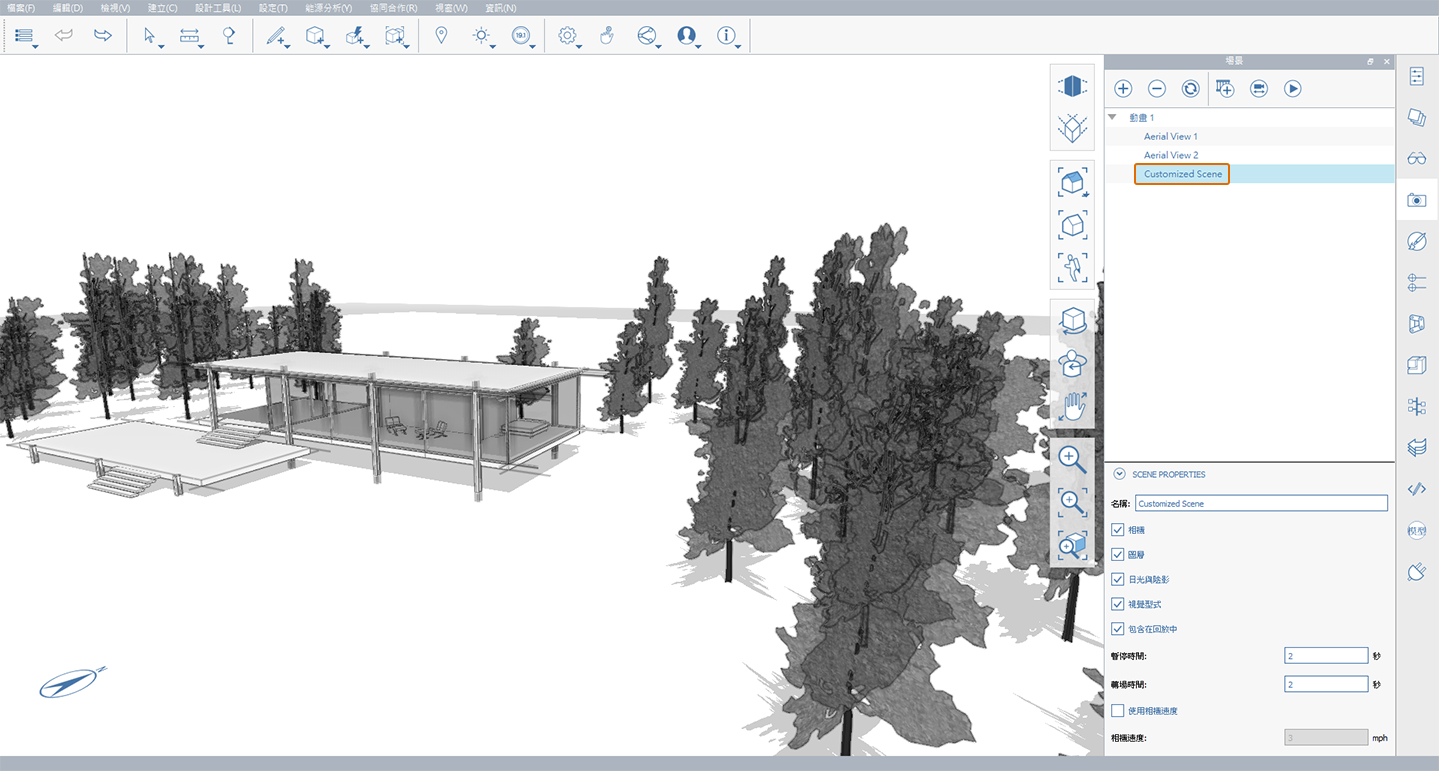 檔案(F) 編輯(D) 檢視(V) 建立(C) 設計工具(L) 設定(T) 能源分析(Y) 協同合作(R) 視窗(W) 資訊(N)
191
場景
動畫 1
Aerial View 1
Aerial View 2
Customized Scene
SCENE PROPERTIES
名稱: Customized Scene
相機
圖層
日光與陰影
視覺型式
包含在回放中
暫停時間: 2 秒
轉場時間: 2 秒
使用相機速度
相機速度: 3 mph
模型
N